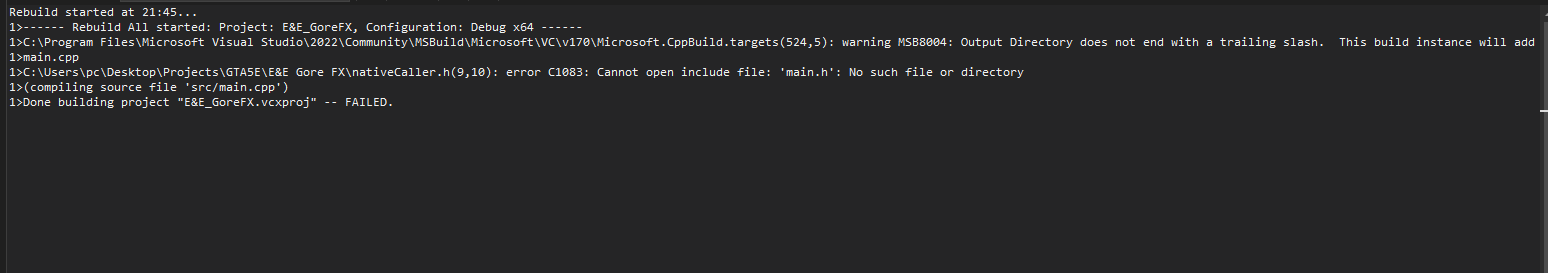 Rebuild started at 21:45...
1>------ Rebuild All started: Project: E&E_GoreFX, Configuration: Debug x64 ------
1>C:\Program Files\Microsoft Visual Studio\2022\Community\MSBuild\Microsoft\VC\v170\Microsoft.CppBuild.targets(524,5): warning MSB8004: Output Directory does not end with a trailing slash.  This build instance will add
1>main.cpp
1>C:\Users\pc\Desktop\Projects\GTA5E\E&E Gore FX\nativeCaller.h(9,10): error C1083: Cannot open include file: 'main.h': No such file or directory
1>(compiling source file 'src/main.cpp')
1>Done building project "E&E_GoreFX.vcxproj" -- FAILED.